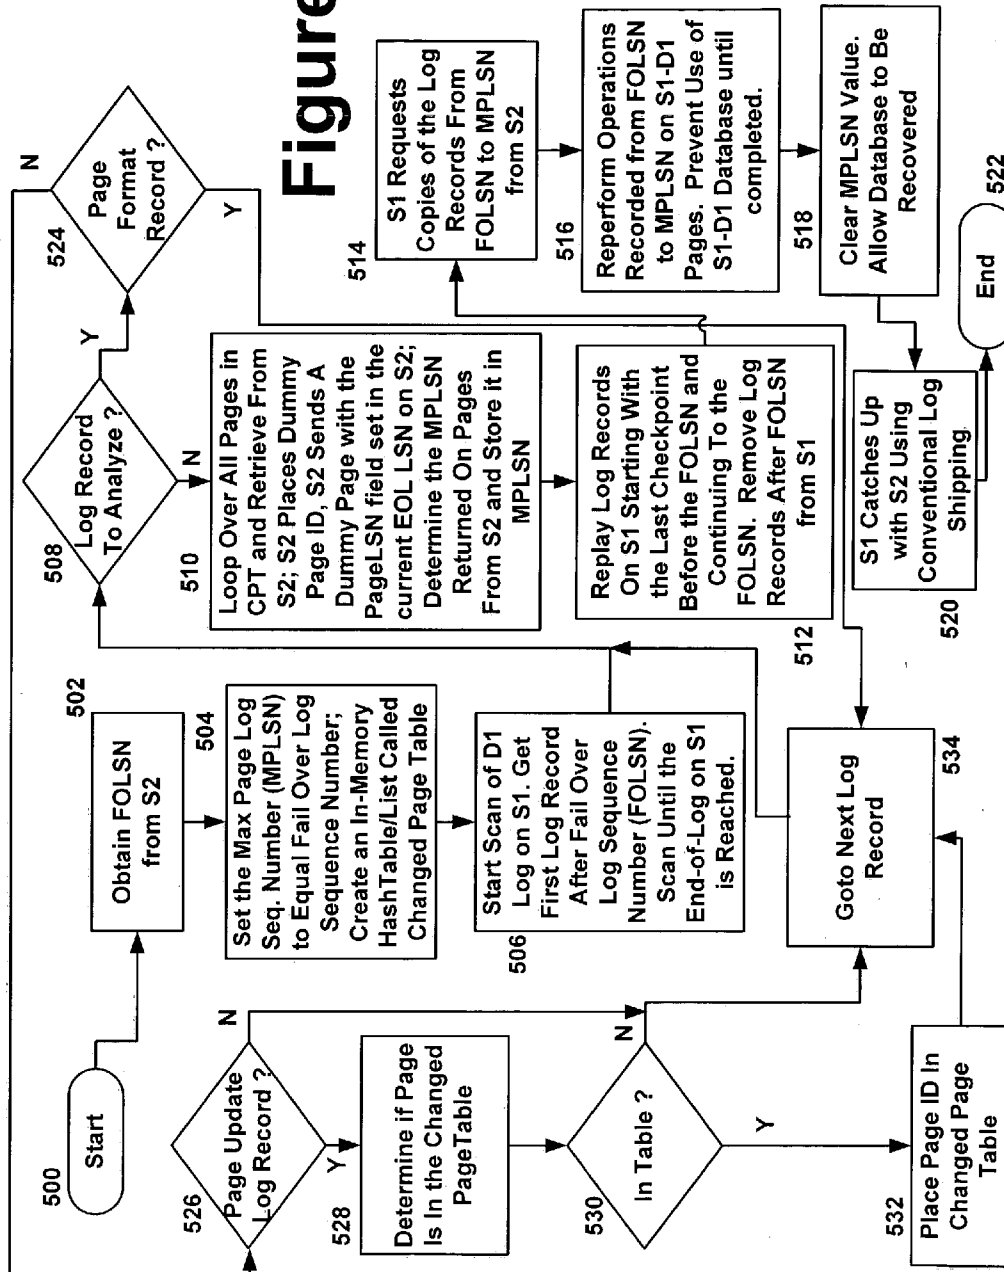 Figure
500
Start
502
Obtain FOLSN
from S2
504
Set the Max Page Log
Seq. Number (MPLSN)
to Equal Fail Over Log
Sequence Number;
Create an In-Memory
HashTable/List Called
Changed Page Table
506
Start Scan of D1
Log on S1. Get
First Log Record
After Fail Over
Log Sequence
Number (FOLSN).
Scan Until the
End-of-Log on S1
is Reached.
508
Log Record
To Analyze ?
Y
N
510
Loop Over All Pages in
CPT and Retrieve From
S2; S2 Places Dummy
Page ID, S2 Sends A
Dummy Page with the
PageLSN field set in the
current EOL LSN on S2;
Determine the MPLSN
Returned On Pages
From S2 and Store it in
MPLSN
512
Replay Log Records
On S1 Starting With
the Last Checkpoint
Before the FOLSN and
Continuing To the
FOLSN. Remove Log
Records After FOLSN
from S1
514
S1 Requests
Copies of the Log
Records From
FOLSN to MPLSN
from S2
516
Reperform Operations
Recorded from FOLSN
to MPLSN on S1-D1
Pages. Prevent Use of
S1-D1 Database until
completed.
518
Clear MPLSN Value.
Allow Database to Be
Recovered
520
S1 Catches Up
with S2 Using
Conventional Log
Shipping
522
End
524
Page
Format
Record ?
N
Y
526
Page Update
Log Record ?
N
Y
528
Determine if Page
Is In the Changed
PageTable
530
In Table ?
N
Y
532
Place Page ID In
Changed Page
Table
534
Goto Next Log
Record